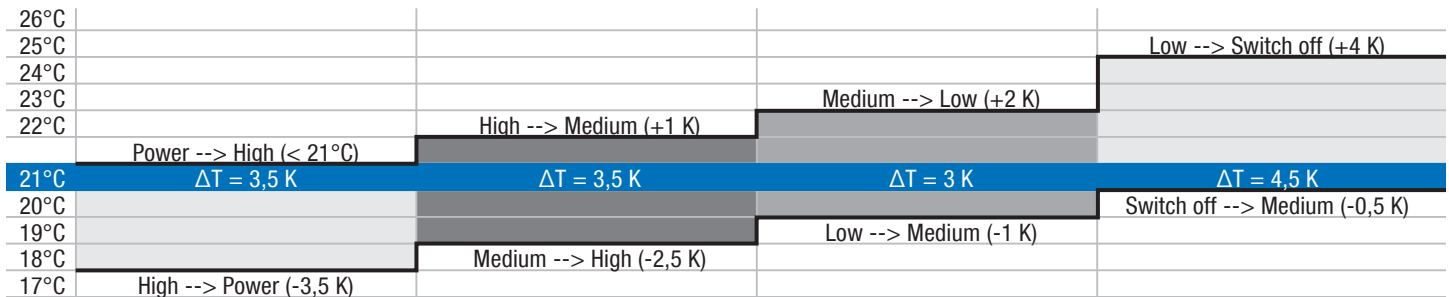 26°C
25°C Low --> Switch off (+4 K)
24°C
23°C Medium --> Low (+2 K)
22°C High --> Medium (+1 K)
Power --> High (< 21°C)
21°C ΔT = 3,5 K ΔT = 3,5 K ΔT = 3 K ΔT = 4,5 K
20°C Switch off --> Medium (-0,5 K)
19°C Low --> Medium (-1 K)
18°C Medium --> High (-2,5 K)
17°C High --> Power (-3,5 K)